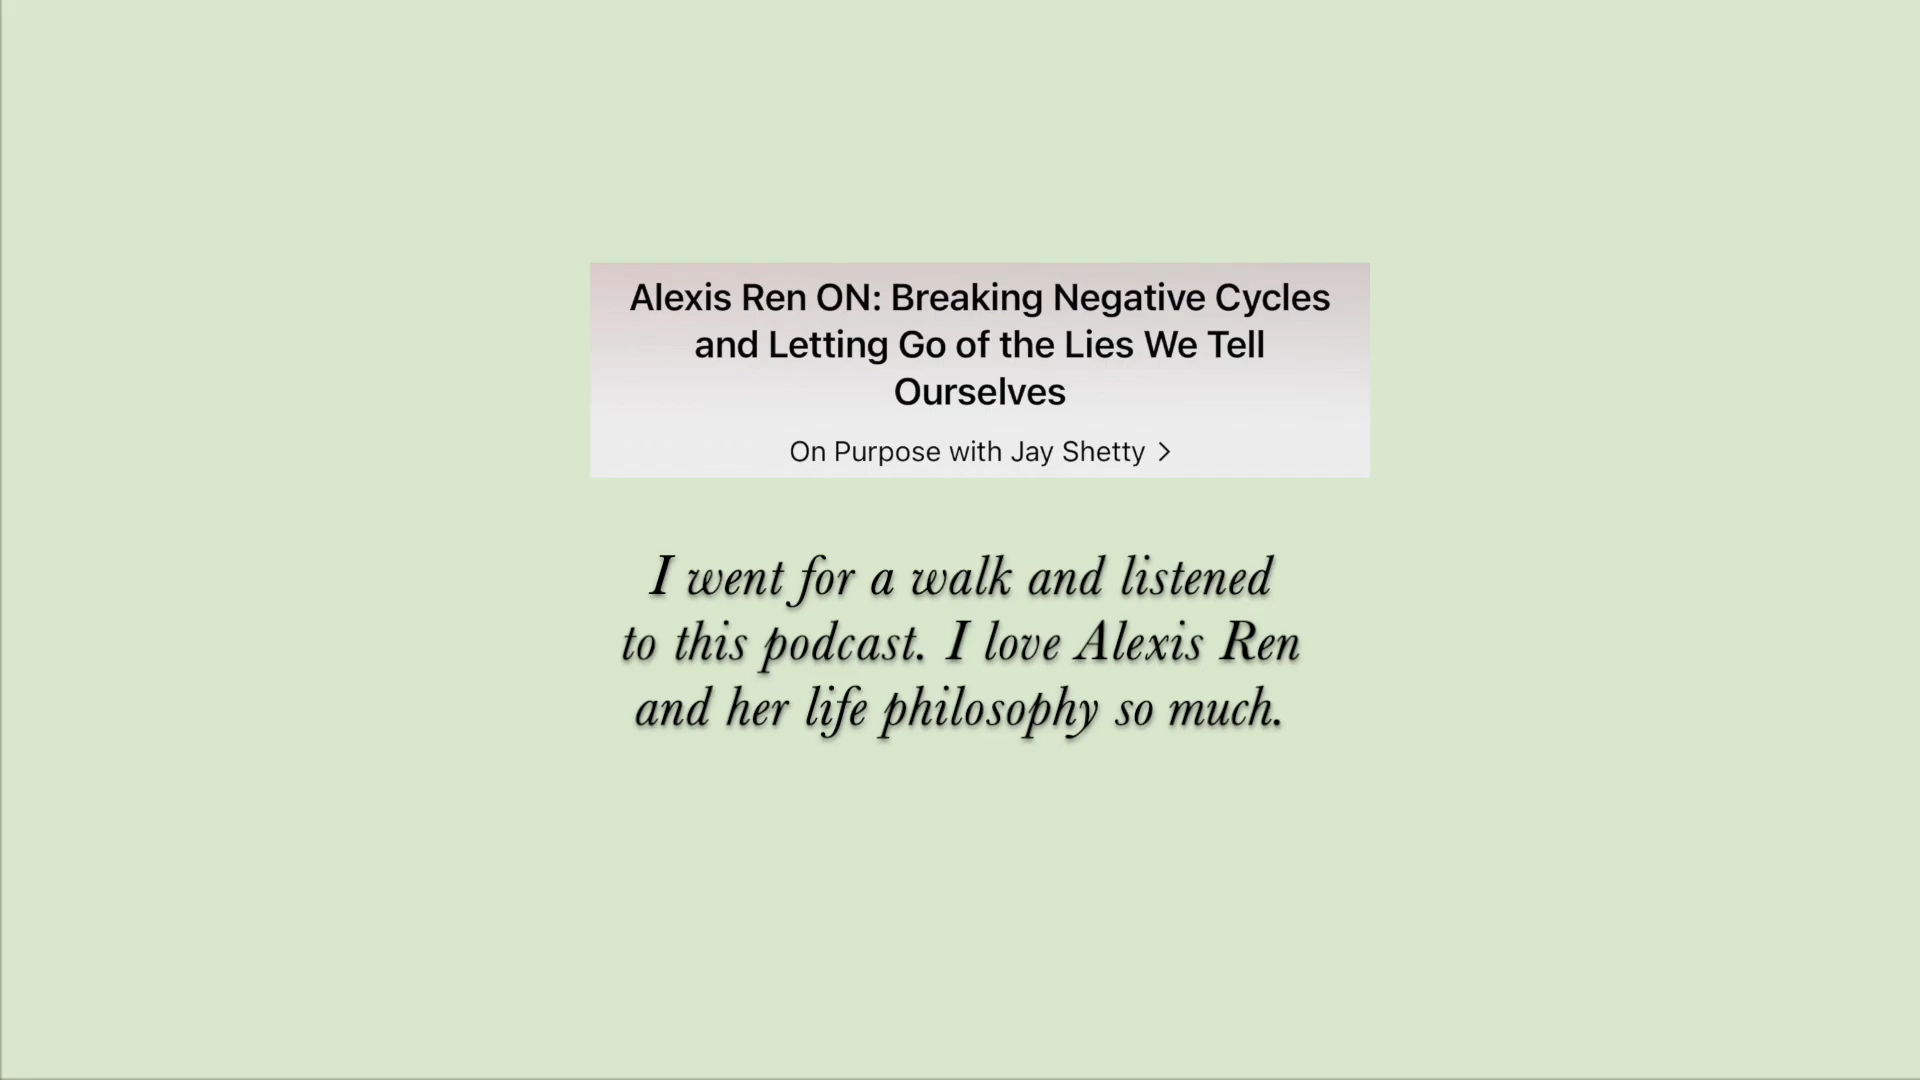 Alexis Ren ON: Breaking Negative Cycles
and Letting Go of the Lies We Tell
Ourselves
On Purpose with Jay Shetty >
I went for a walk and listened
to this podcast. I love Alexis Ren
and her life philosophy so much.